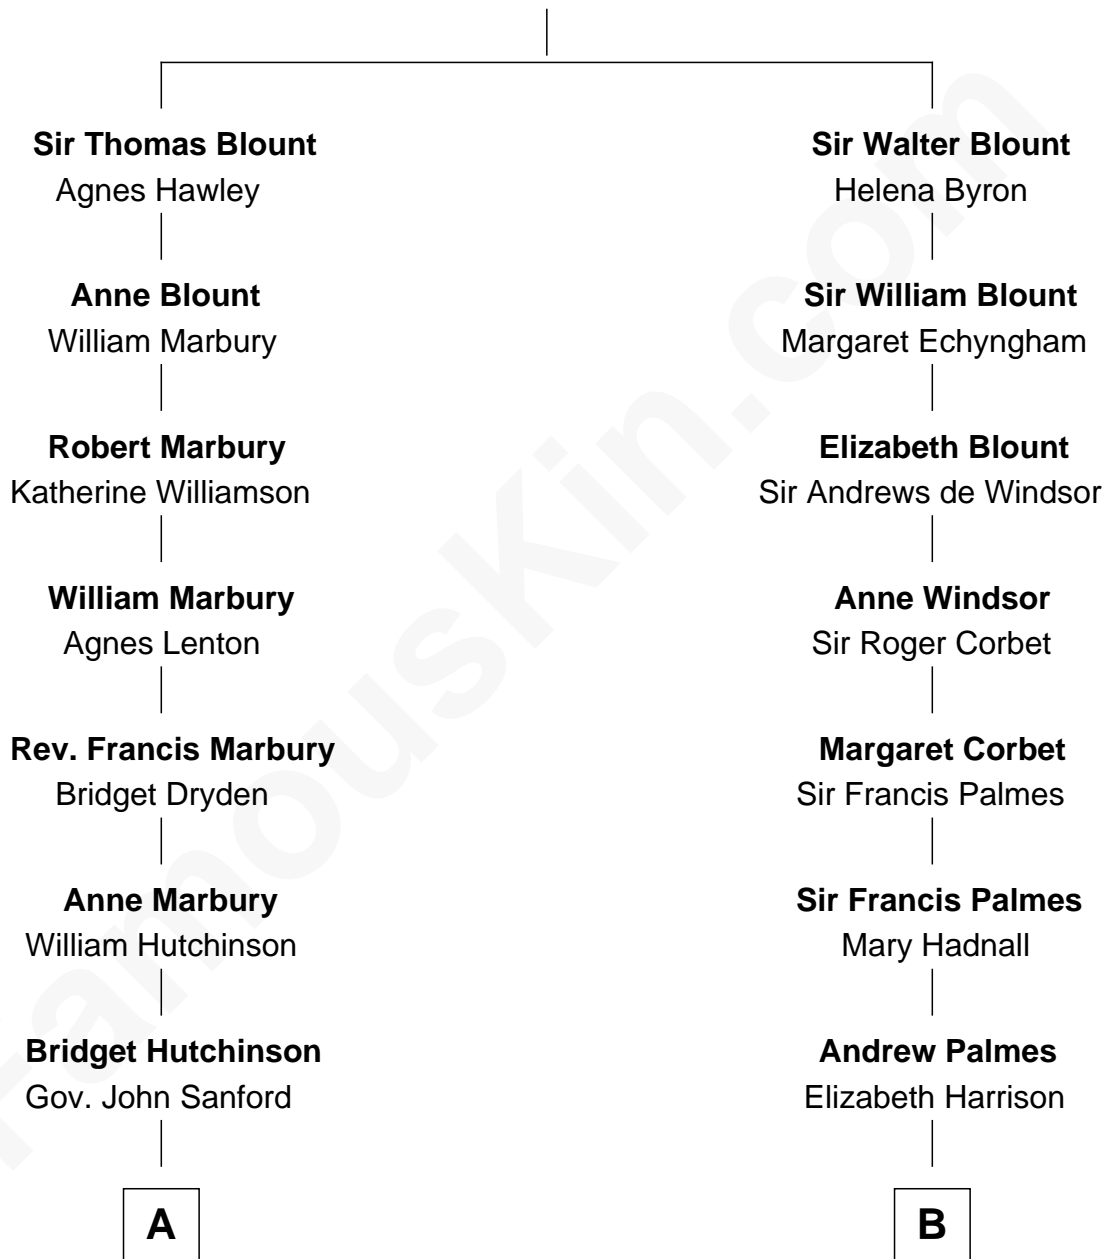 Sir Thomas Blount
Agnes Hawley
Anne Blount
William Marbury
Robert Marbury
Katherine Williamson
William Marbury
Agnes Lenton
Rev. Francis Marbury
Bridget Dryden
Anne Marbury
William Hutchinson
Bridget Hutchinson
Gov. John Sanford
A
Sir Walter Blount
Helena Byron
Sir William Blount
Margaret Echyngham
Elizabeth Blount
Sir Andrews de Windsor
Anne Windsor
Sir Roger Corbet
Margaret Corbet
Sir Francis Palmes
Sir Francis Palmes
Mary Hadnall
Andrew Palmes
Elizabeth Harrison
B
FamousKin.com